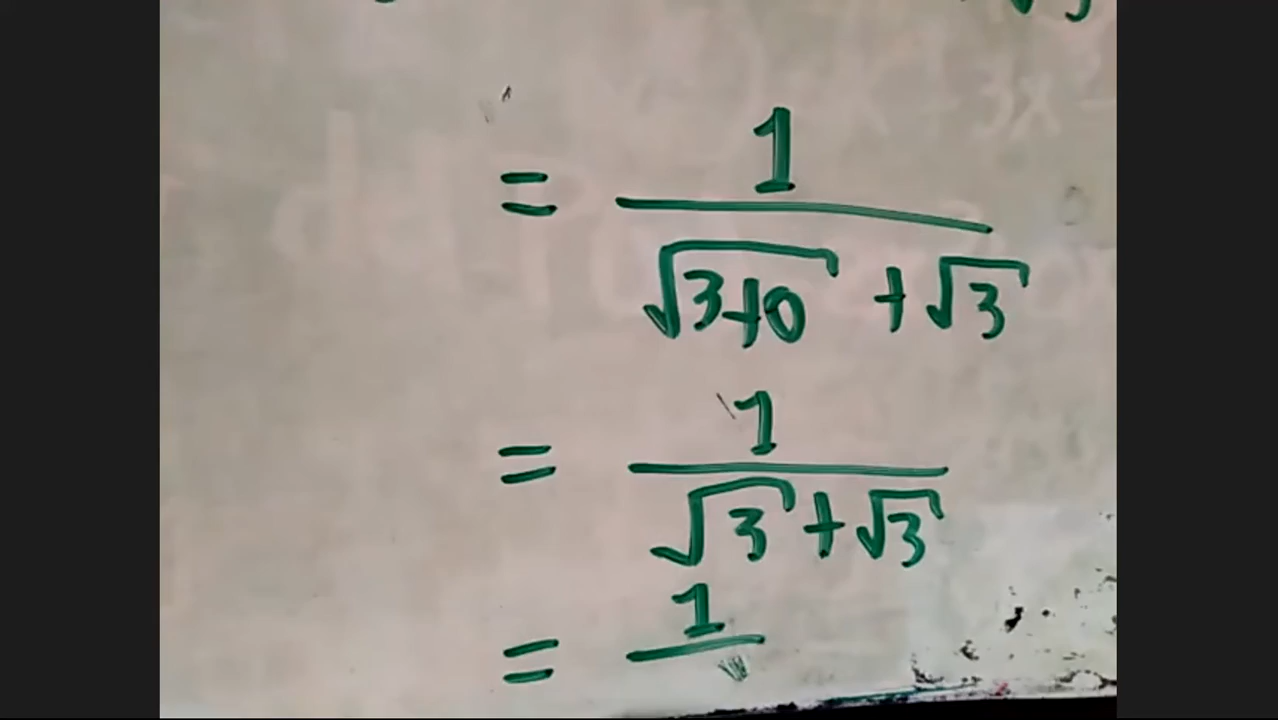 = 1/(√(3+0) + √3)
= 1/(√3 + √3)
= 1/